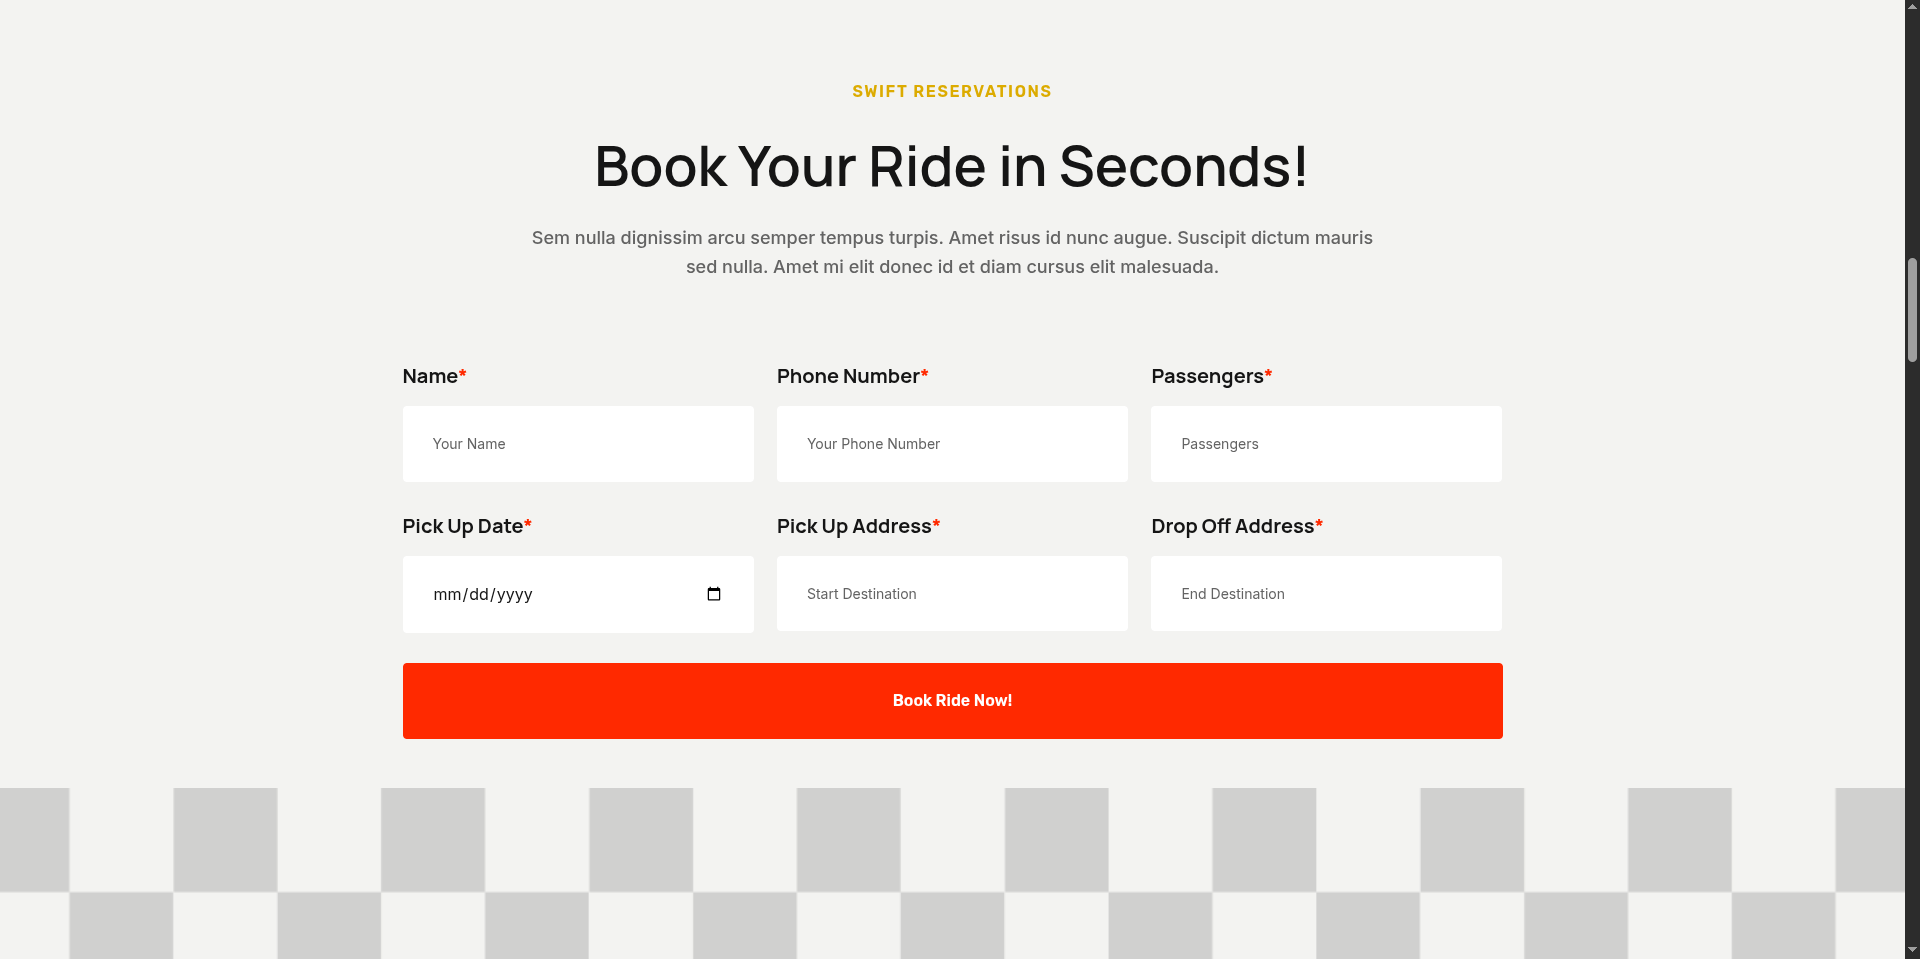 SWIFT RESERVATIONS
Book Your Ride in Seconds!
Sem nulla dignissim arcu semper tempus turpis. Amet risus id nunc augue. Suscipit dictum mauris
sed nulla. Amet mi elit donec id et diam cursus elit malesuada.
Name*
Phone Number*
Passengers*
Your Name
Your Phone Number
Passengers
Pick Up Date*
Pick Up Address*
Drop Off Address*
mm/dd/yyyy
Start Destination
End Destination
Book Ride Now!